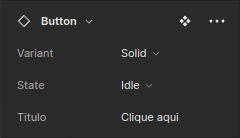 Button
Variant Solid
State Idle
Titulo Clique aqui